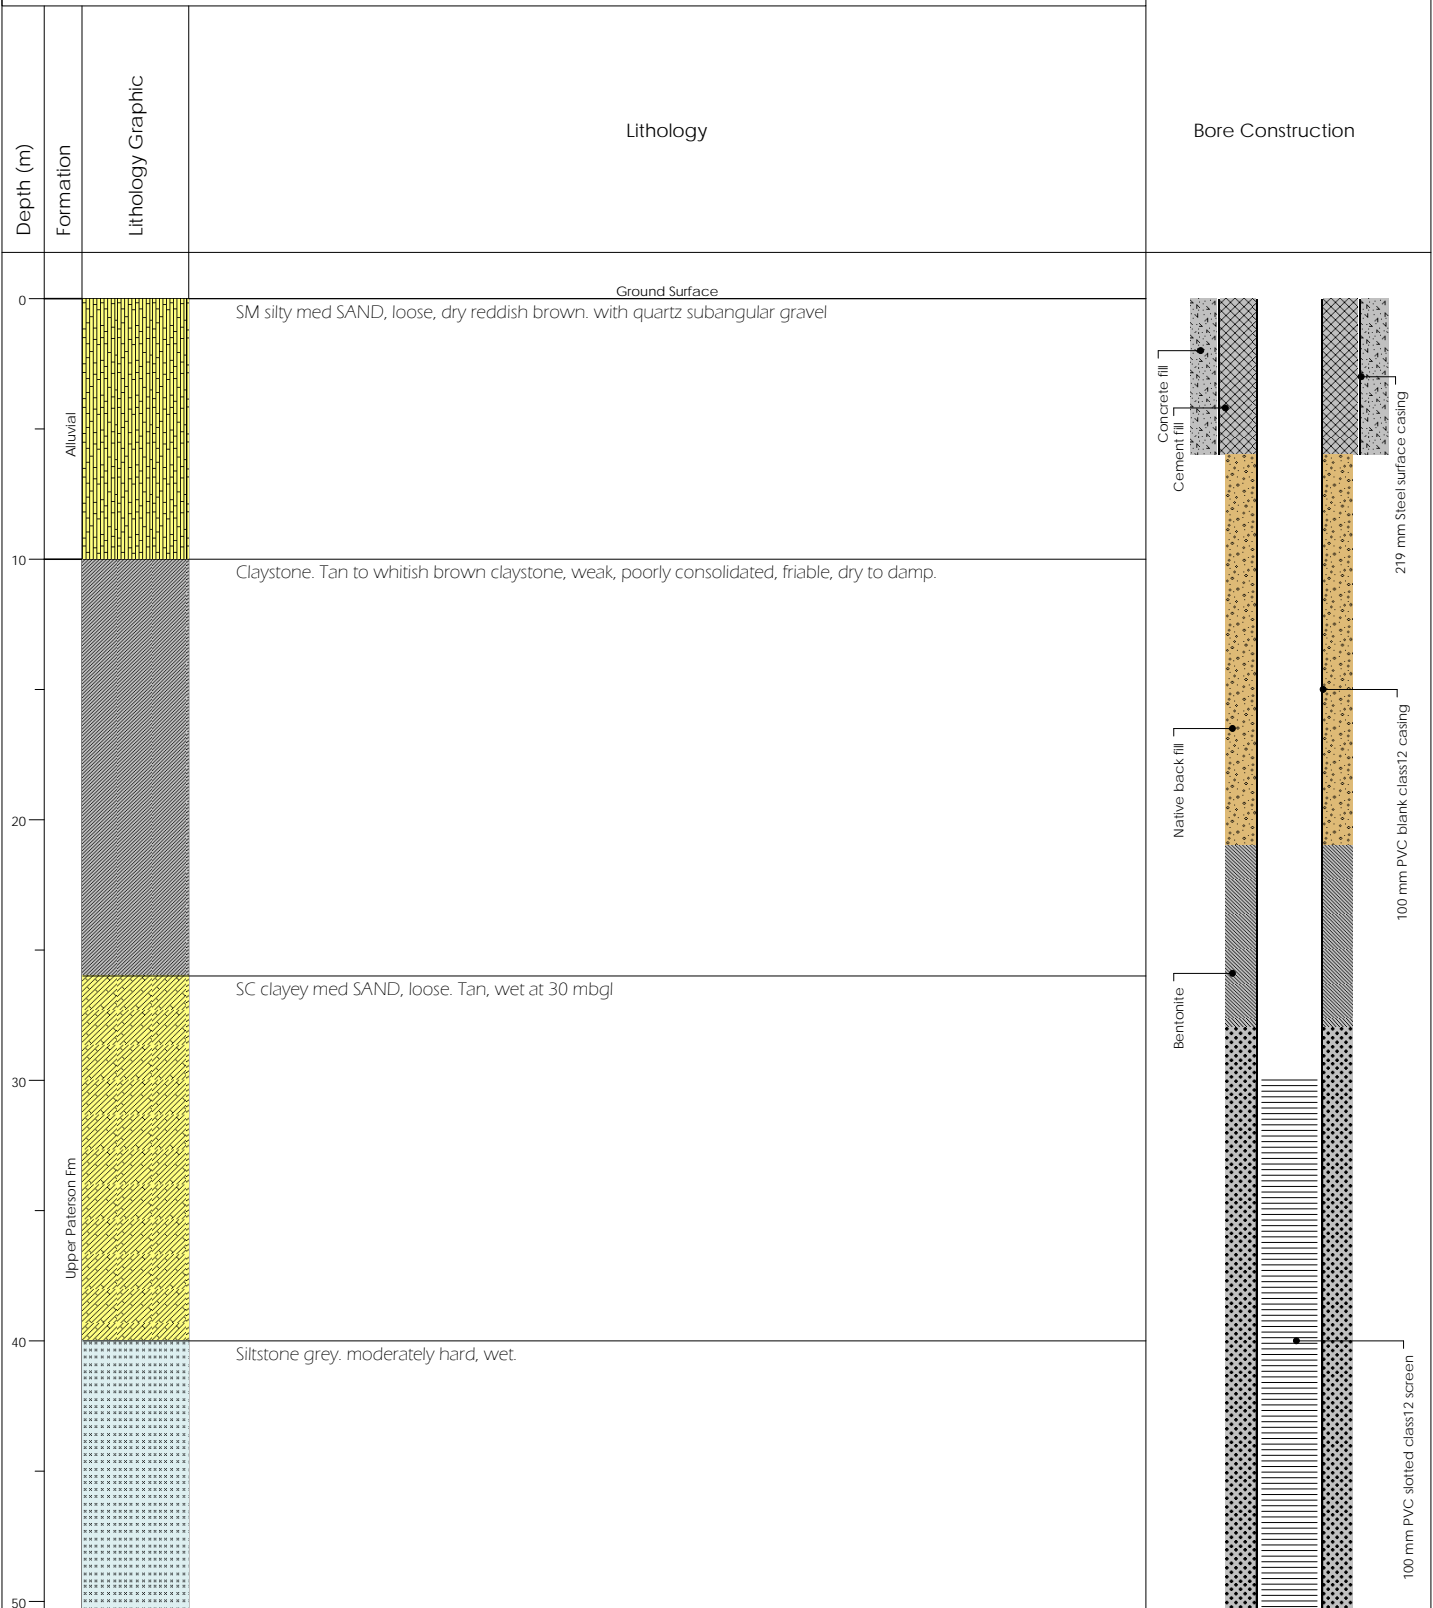 Depth (m)
Formation
Lithology Graphic
Lithology
Bore Construction
Ground Surface
0
SM silty med SAND, loose, dry reddish brown. with quartz subangular gravel
Concrete fill
Cement fill
219 mm Steel surface casing
Alluvial
10
Claystone. Tan to whitish brown claystone, weak, poorly consolidated, friable, dry to damp.
Native back fill
100 mm PVC blank class12 casing
20
SC clayey med SAND, loose. Tan, wet at 30 mbgl
Bentonite
30
Upper Paterson Fm
40
Siltstone grey. moderately hard, wet.
100 mm PVC slotted class12 screen
50